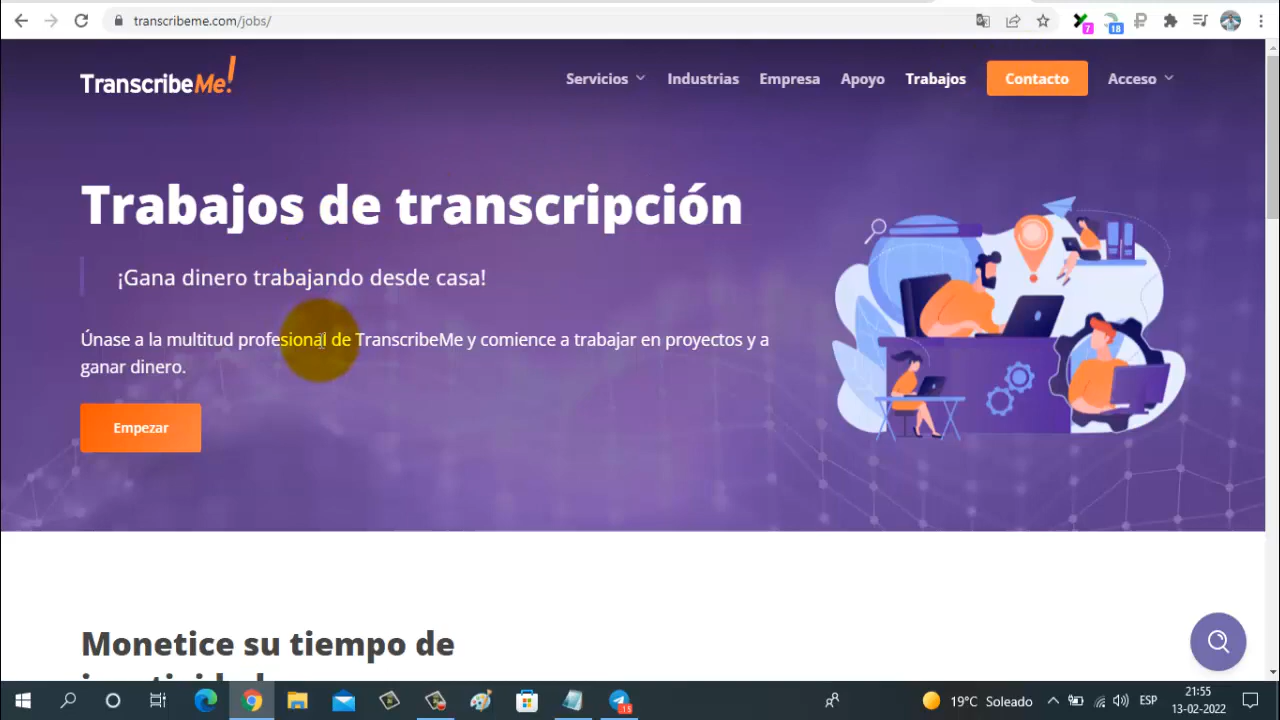 transcribeme.com/jobs/
7
18
TranscribeMe!
Servicios
Industrias
Empresa
Apoyo
Trabajos
Contacto
Acceso
Trabajos de transcripción
¡Gana dinero trabajando desde casa!
Únase a la multitud profesional de TranscribeMe y comience a trabajar en proyectos y a
ganar dinero.
Empezar
Monetice su tiempo de
19°C Soleado
ESP
21:55
13-02-2022